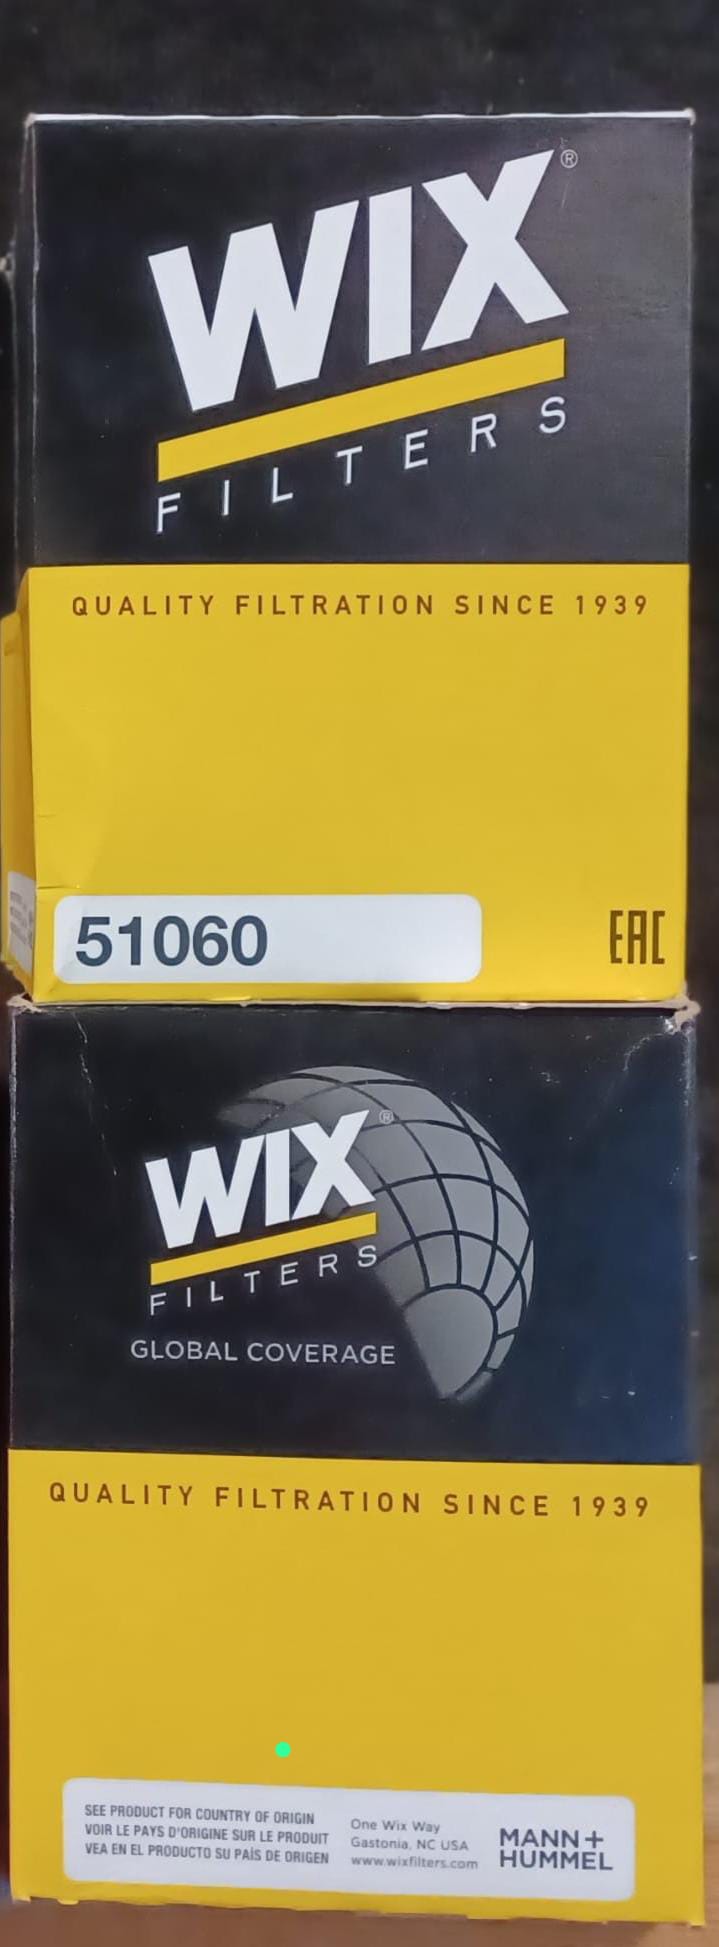 WIX®
FILTERS
QUALITY FILTRATION SINCE 1939
51060
EAC
WIX®
FILTERS
GLOBAL COVERAGE
QUALITY FILTRATION SINCE 1939
SEE PRODUCT FOR COUNTRY OF ORIGIN
VOIR LE PAYS D'ORIGINE SUR LE PRODUIT
VEA EN EL PRODUCTO SU PAÍS DE ORIGEN
One Wix Way
Gastonia, NC USA
www.wixfilters.com
MANN+
HUMMEL